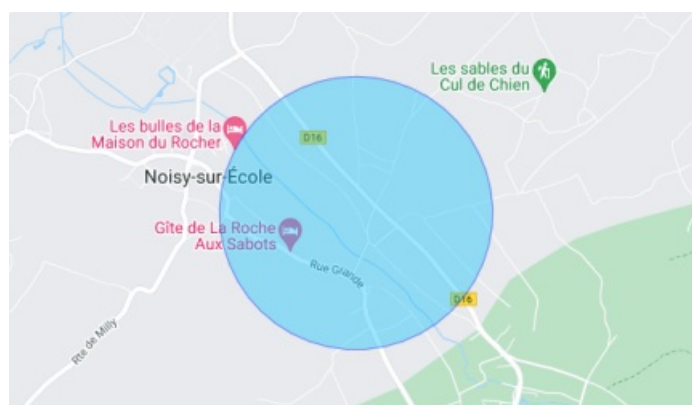 Les sables du
Cul de Chien
Les bulles de la
Maison du Rocher
D16
Noisy-sur-École
Gîte de La Roche
Aux Sabots
Rue Grande
D16
Rte de Milly